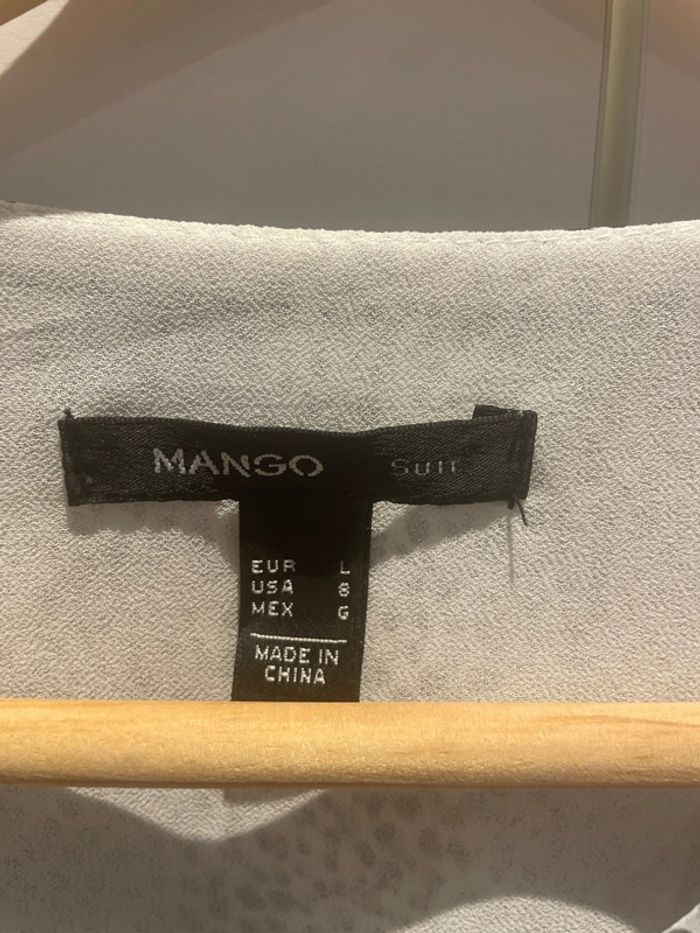 MANGO Suit
EUR L
USA 8
MEX G
MADE IN
CHINA